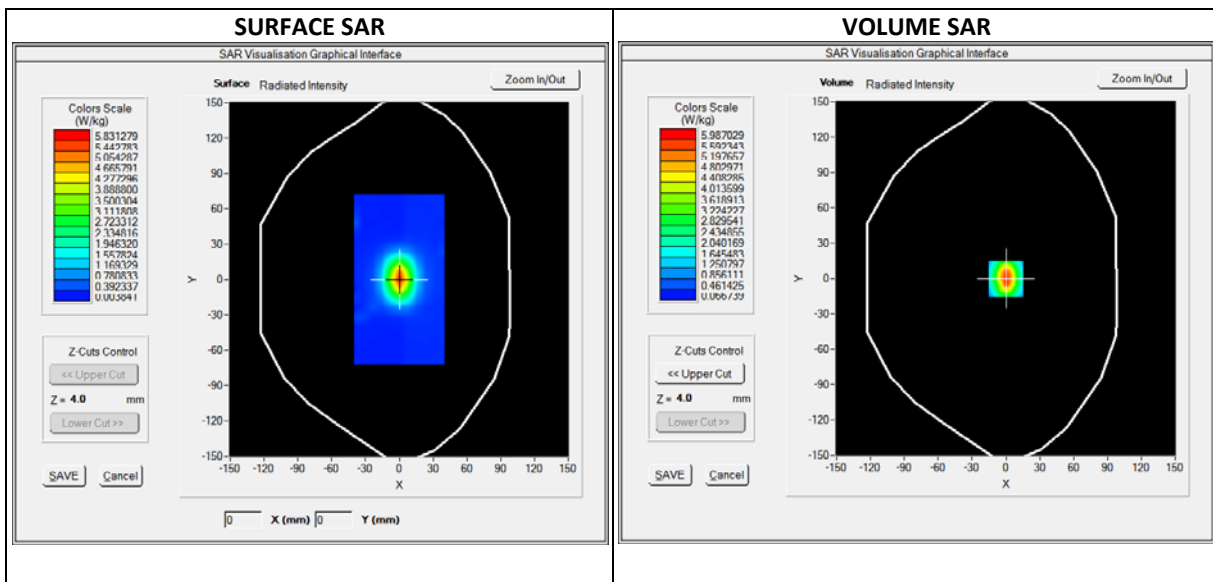 SURFACE SAR
SAR Visualisation Graphical Interface
Surface Radiated Intensity
Zoom In/Out
Colors Scale
(W/kg)
5.831279
5.442783
5.054287
4.665791
4.277296
3.888800
3.500304
3.111808
2.723312
2.334816
1.946320
1.557824
1.169329
0.780833
0.392337
0.003841
Z-Cuts Control
<< Upper Cut
Z = 4.0 mm
Lower Cut >>
SAVE Cancel
150
120
90
60
30
0
-30
-60
-90
-120
-150
Y
-150 -120 -90 -60 -30 0 30 60 90 120 150
X
0 X (mm) 0 Y (mm)
VOLUME SAR
SAR Visualisation Graphical Interface
Volume Radiated Intensity
Zoom In/Out
Colors Scale
(W/kg)
5.987029
5.592343
5.197657
4.802971
4.408285
4.013599
3.618913
3.224227
2.829541
2.434855
2.040169
1.645483
1.250797
0.856111
0.461425
0.066739
Z-Cuts Control
<< Upper Cut
Z = 4.0 mm
Lower Cut >>
SAVE Cancel
150
120
90
60
30
0
-30
-60
-90
-120
-150
Y
-150 -120 -90 -60 -30 0 30 60 90 120 150
X